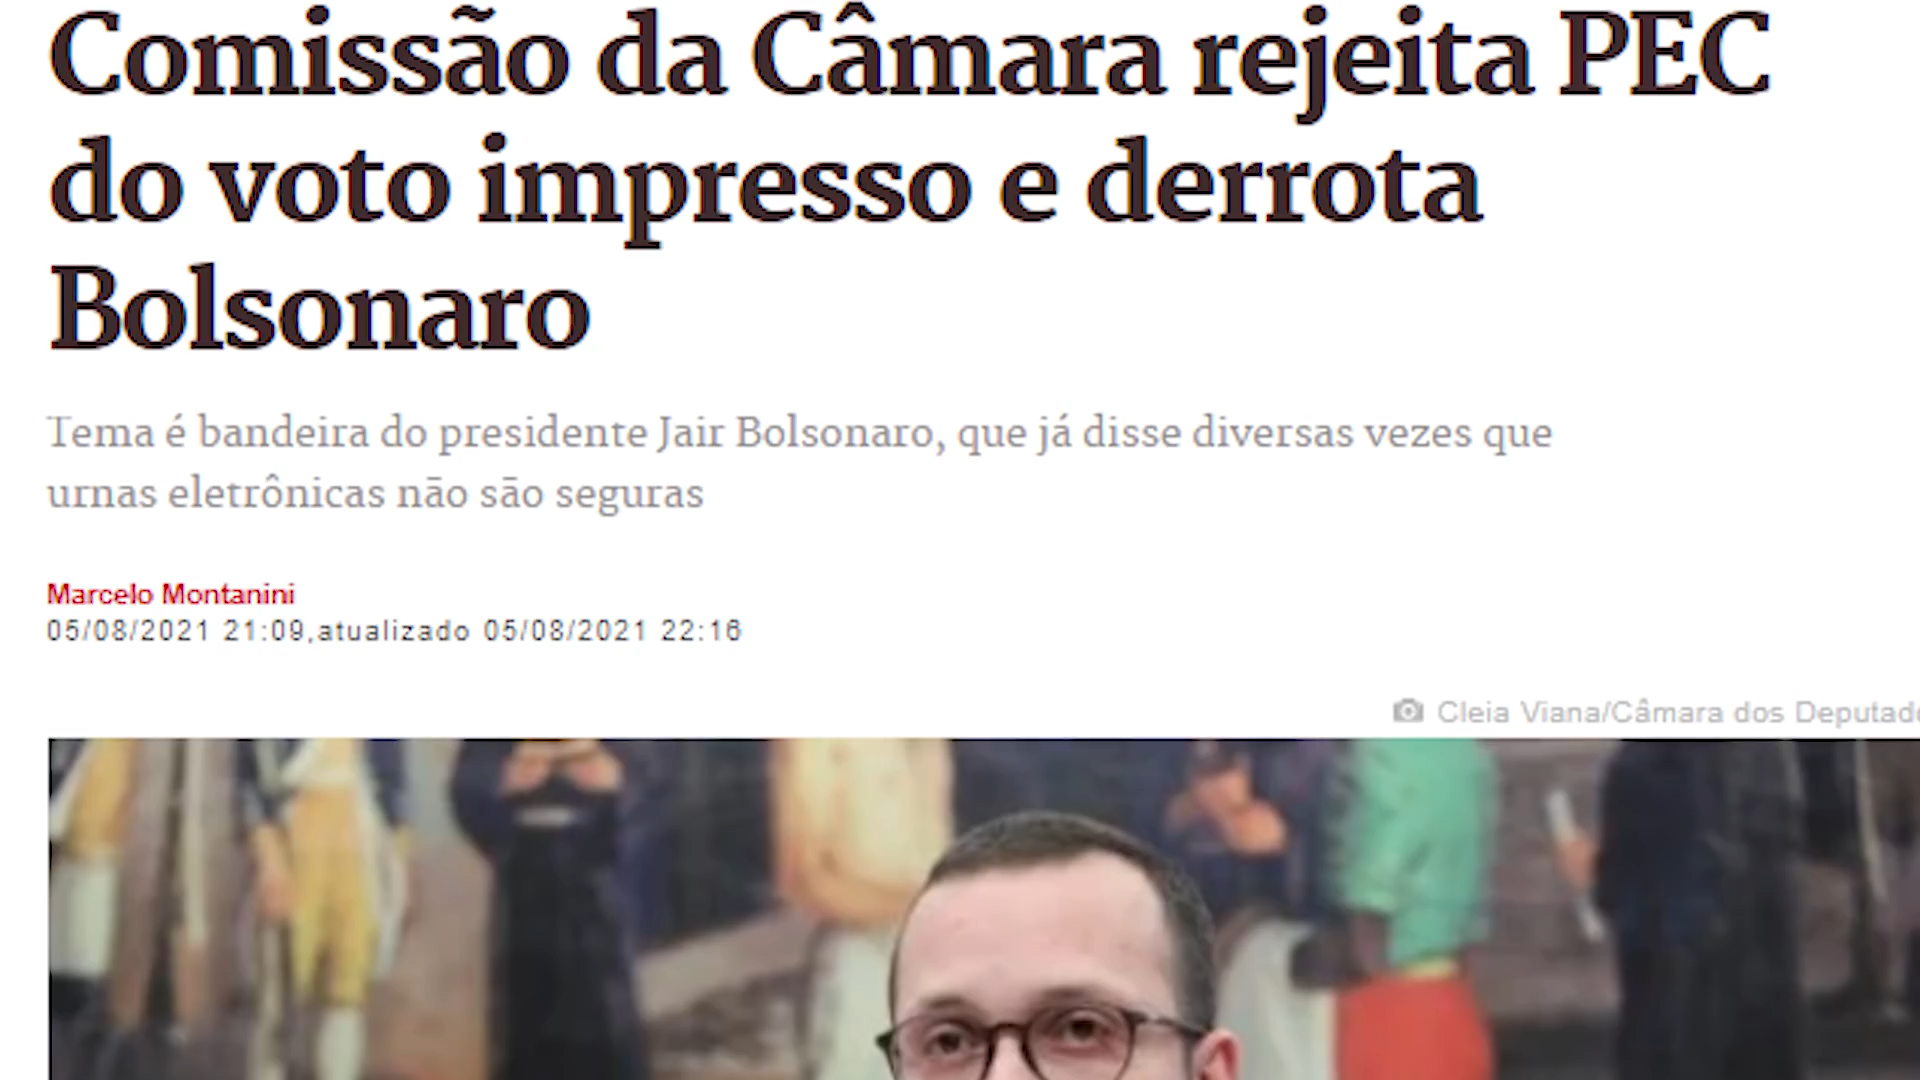 Comissão da Câmara rejeita PEC
do voto impresso e derrota
Bolsonaro
Tema é bandeira do presidente Jair Bolsonaro, que já disse diversas vezes que
urnas eletrônicas não são seguras
Marcelo Montanini
05/08/2021 21:09,atualizado 05/08/2021 22:16
Cleia Viana/Câmara dos Deputad